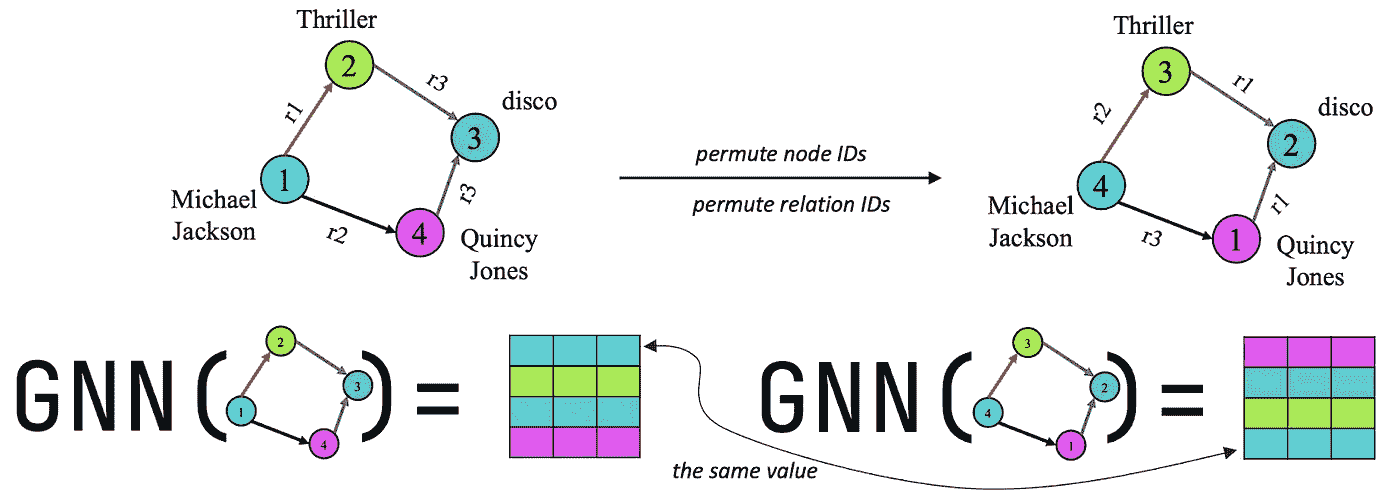 Thriller
2
r3
disco
r1
3
1
r3
Michael
Jackson
r2
4
Quincy
Jones
permute node IDs
permute relation IDs
Thriller
3
r1
disco
r2
2
4
r1
Michael
Jackson
r3
1
Quincy
Jones
GNN(
2
3
1
4
)=
the same value
GNN(
3
2
4
1
)=